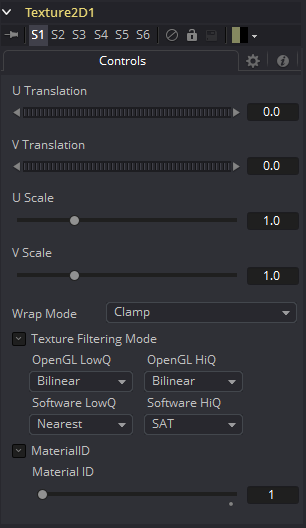 Texture2D1
S1 S2 S3 S4 S5 S6
Controls
U Translation
0.0
V Translation
0.0
U Scale
1.0
V Scale
1.0
Wrap Mode Clamp
Texture Filtering Mode
OpenGL LowQ OpenGL HiQ
Bilinear Bilinear
Software LowQ Software HiQ
Nearest SAT
MaterialID
Material ID
1